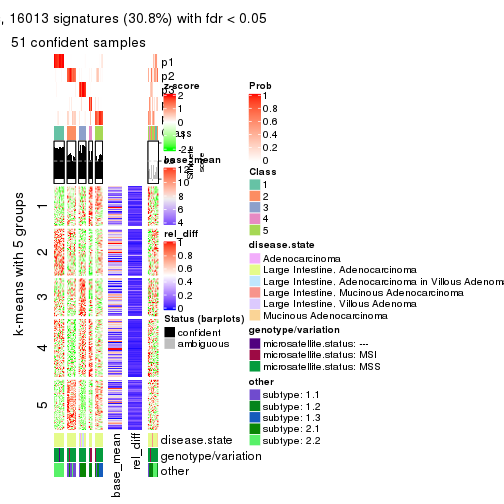 , 16013 signatures (30.8%) with fdr < 0.05
51 confident samples
p1
p2
z-score
2
1
0
-2
base_mean
12
10
8
6
4
rel_diff
1
0.8
0.6
0.4
0.2
0
Status (barplots)
confident
ambiguous
Silhouette
score
Prob
1
0.8
0.6
0.4
0.2
0
Class
1
2
3
4
5
disease.state
Adenocarcinoma
Large Intestine. Adenocarcinoma
Large Intestine. Adenocarcinoma in Villous Adenom
Large Intestine. Mucinous Adenocarcinoma
Large Intestine. Villous Adenoma
Mucinous Adenocarcinoma
genotype/variation
microsatellite.status: ---
microsatellite.status: MSI
microsatellite.status: MSS
other
subtype: 1.1
subtype: 1.2
subtype: 1.3
subtype: 2.1
subtype: 2.2
k-means with 5 groups
1
2
3
4
5
disease.state
genotype/variation
other
base_mean
rel_diff